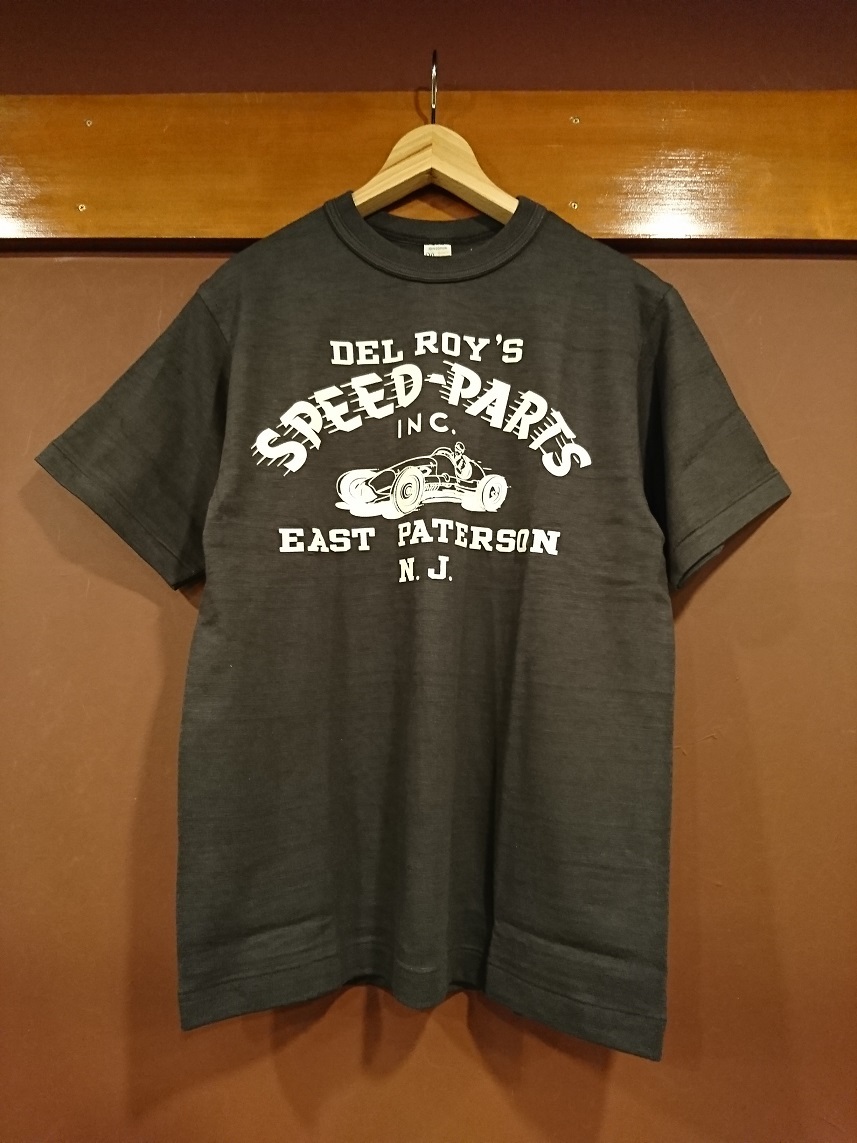 DEL ROY'S
SPEED-PARTS
INC.
EAST PATERSON
N. J.